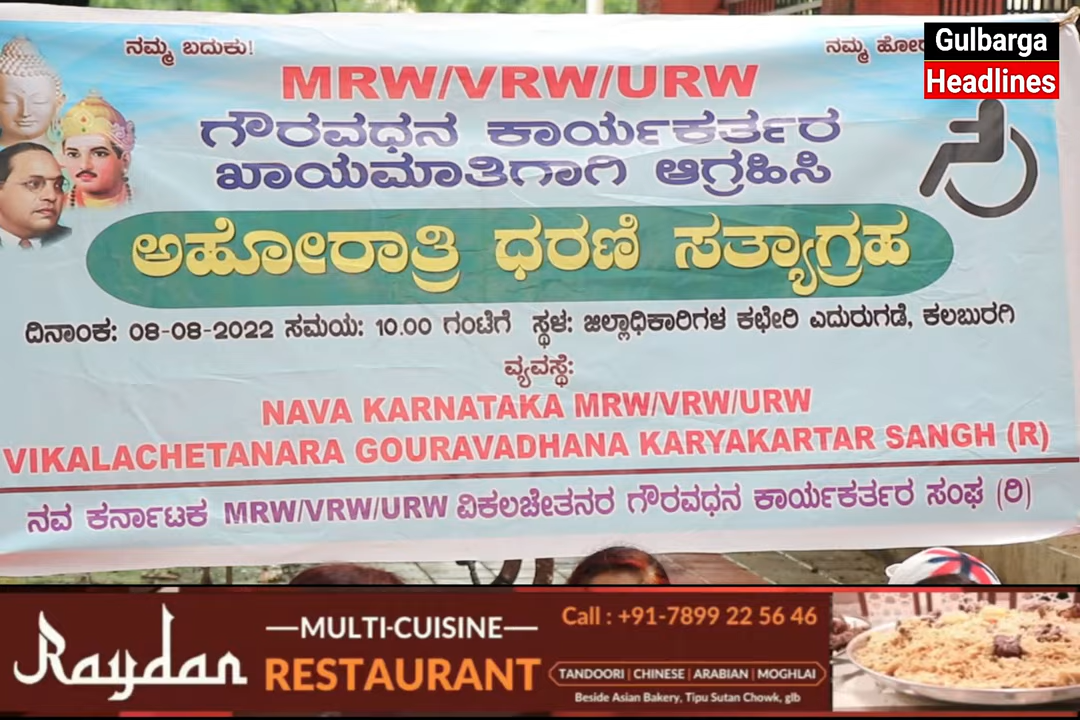 ನಮ್ಮ ಬದುಕು!
ನಮ್ಮ
Gulbarga
Headlines
MRW/VRW/URW
ಗೌರವಧನ ಕಾರ್ಯಕರ್ತರ
ಖಾಯಮಾತಿಗಾಗಿ ಆಗ್ರಹಿಸಿ
ಅಹೋರಾತ್ರಿ ಧರಣಿ ಸತ್ಯಾಗ್ರಹ
ದಿನಾಂಕ: 08-08-2022 ಸಮಯ: 10.00 ಗಂಟೆಗೆ ಸ್ಥಳ: ಜಿಲ್ಲಾಧಿಕಾರಿಗಳ ಕಛೇರಿ ಎದುರುಗಡೆ, ಕಲಬುರಗಿ
ವ್ಯವಸ್ಥೆ:
NAVA KARNATAKA MRW/VRW/URW
VIKALACHETANARA GOURAVADHANA KARYAKARTAR SANGH (R)
ನವ ಕರ್ನಾಟಕ MRW/VRW/URW ವಿಕಲಚೇತನರ ಗೌರವಧನ ಕಾರ್ಯಕರ್ತರ ಸಂಘ (ರಿ)
Raydan
—MULTI-CUISINE—
RESTAURANT
Call : +91-7899 22 56 46
TANDOORI | CHINESE | ARABIAN | MOGHLAI
Beside Asian Bakery, Tipu Sutan Chowk, glb